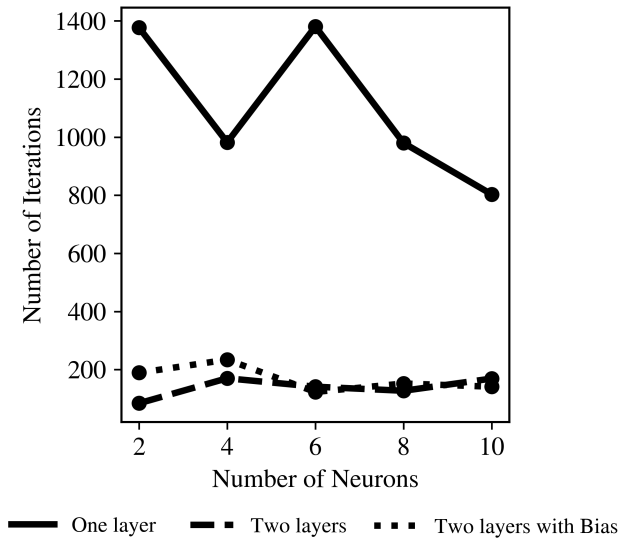 1400
1200
1000
800
600
400
200
Number of Iterations
2 4 6 8 10
Number of Neurons
One layer Two layers Two layers with Bias